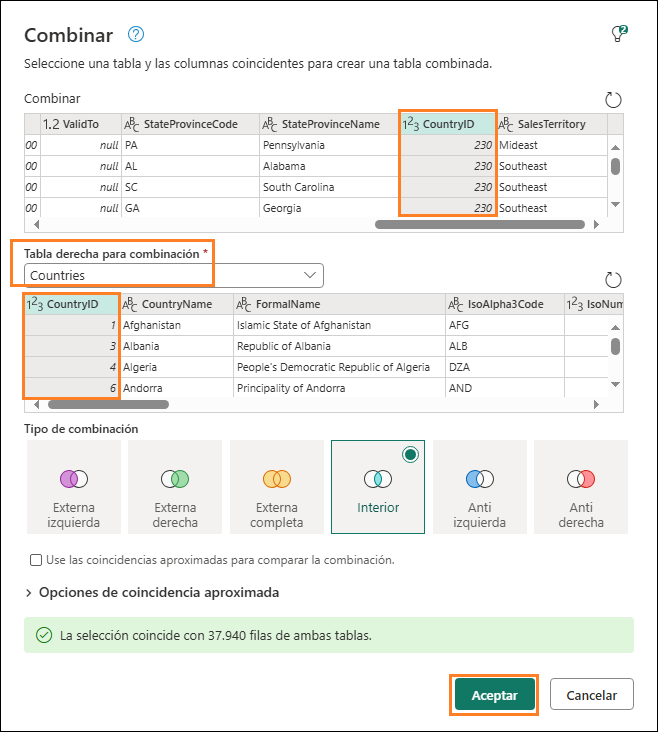 Combinar
Seleccione una tabla y las columnas coincidentes para crear una tabla combinada.
Combinar
1.2 ValidTo ABC StateProvinceCode ABC StateProvinceName 123 CountryID ABC SalesTerritory
00 null PA Pennsylvania 230 Mideast
00 null AL Alabama 230 Southeast
00 null SC South Carolina 230 Southeast
00 null GA Georgia 230 Southeast
Tabla derecha para combinación *
Countries
123 CountryID ABC CountryName ABC FormalName ABC IsoAlpha3Code 123 IsoNum
1 Afghanistan Islamic State of Afghanistan AFG
3 Albania Republic of Albania ALB
4 Algeria People's Democratic Republic of Algeria DZA
6 Andorra Principality of Andorra AND
Tipo de combinación
Externa izquierda
Externa derecha
Externa completa
Interior
Anti izquierda
Anti derecha
Use las coincidencias aproximadas para comparar la combinación.
Opciones de coincidencia aproximada
La selección coincide con 37.940 filas de ambas tablas.
Aceptar
Cancelar